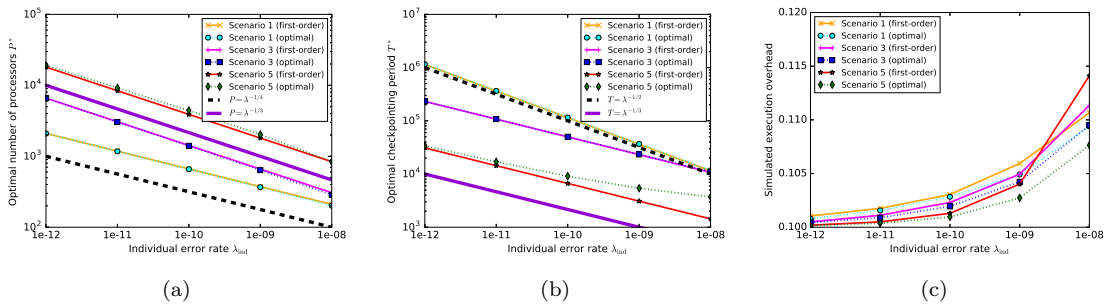 10^5
10^4
10^3
10^2
Optimal number of processors P*
Scenario 1 (first-order)
Scenario 1 (optimal)
Scenario 3 (first-order)
Scenario 3 (optimal)
Scenario 5 (first-order)
Scenario 5 (optimal)
P = λ^{-1/4}
P = λ^{-1/3}
1e-12 1e-11 1e-10 1e-09 1e-08
Individual error rate λ_ind
(a)
10^7
10^6
10^5
10^4
10^3
Optimal checkpointing period T*
Scenario 1 (first-order)
Scenario 1 (optimal)
Scenario 3 (first-order)
Scenario 3 (optimal)
Scenario 5 (first-order)
Scenario 5 (optimal)
T = λ^{-1/2}
T = λ^{-1/3}
1e-12 1e-11 1e-10 1e-09 1e-08
Individual error rate λ_ind
(b)
0.120
0.115
0.110
0.105
0.100
Simulated execution overhead
Scenario 1 (first-order)
Scenario 1 (optimal)
Scenario 3 (first-order)
Scenario 3 (optimal)
Scenario 5 (first-order)
Scenario 5 (optimal)
1e-12 1e-11 1e-10 1e-09 1e-08
Individual error rate λ_ind
(c)